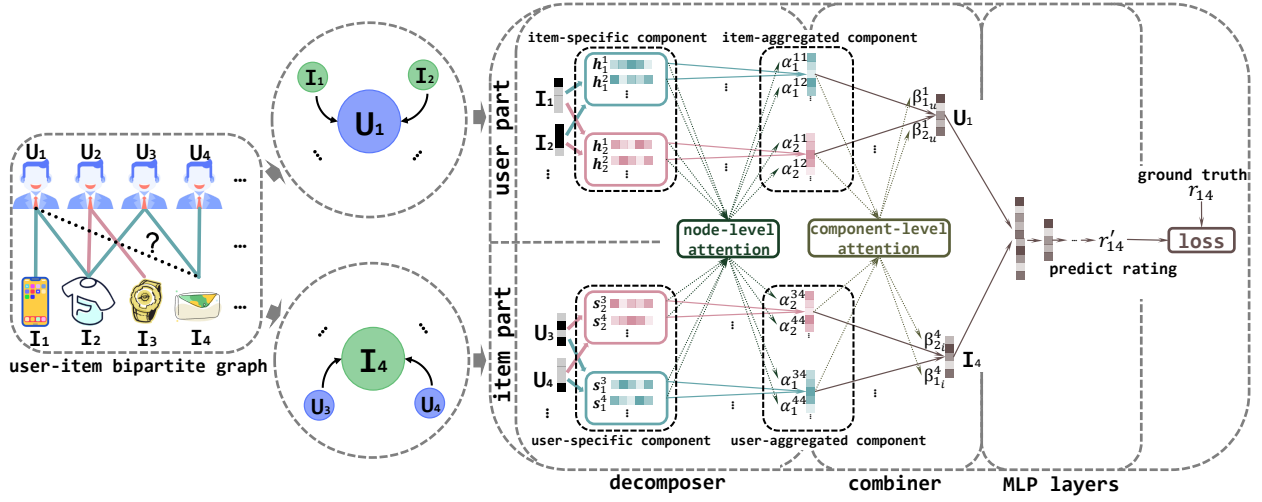 U₁ U₂ U₃ U₄ ...
?
...
I₁ I₂ I₃ I₄ ...
user-item bipartite graph
I₁ I₂
U₁
... ...
... ...
I₄
U₃ U₄
user part
item part
item-specific component
item-aggregated component
I₁
I₂
...
h₁¹
h₁²
...
h₂¹
h₂²
...
...
...
α₁¹¹
α₁¹²
...
α₂¹¹
α₂¹²
...
β₁ᵤ¹
β₂ᵤ¹
...
U₁
node-level
attention
component-level
attention
U₃
U₄
...
s₂³
s₂⁴
...
s₁³
s₁⁴
...
...
...
α₂³⁴
α₂⁴⁴
...
α₁³⁴
α₁⁴⁴
...
β₂ᵢ⁴
β₁ᵢ⁴
...
I₄
user-specific component
user-aggregated component
ground truth
r₁₄
r′₁₄
loss
predict rating
decomposer
combiner
MLP layers